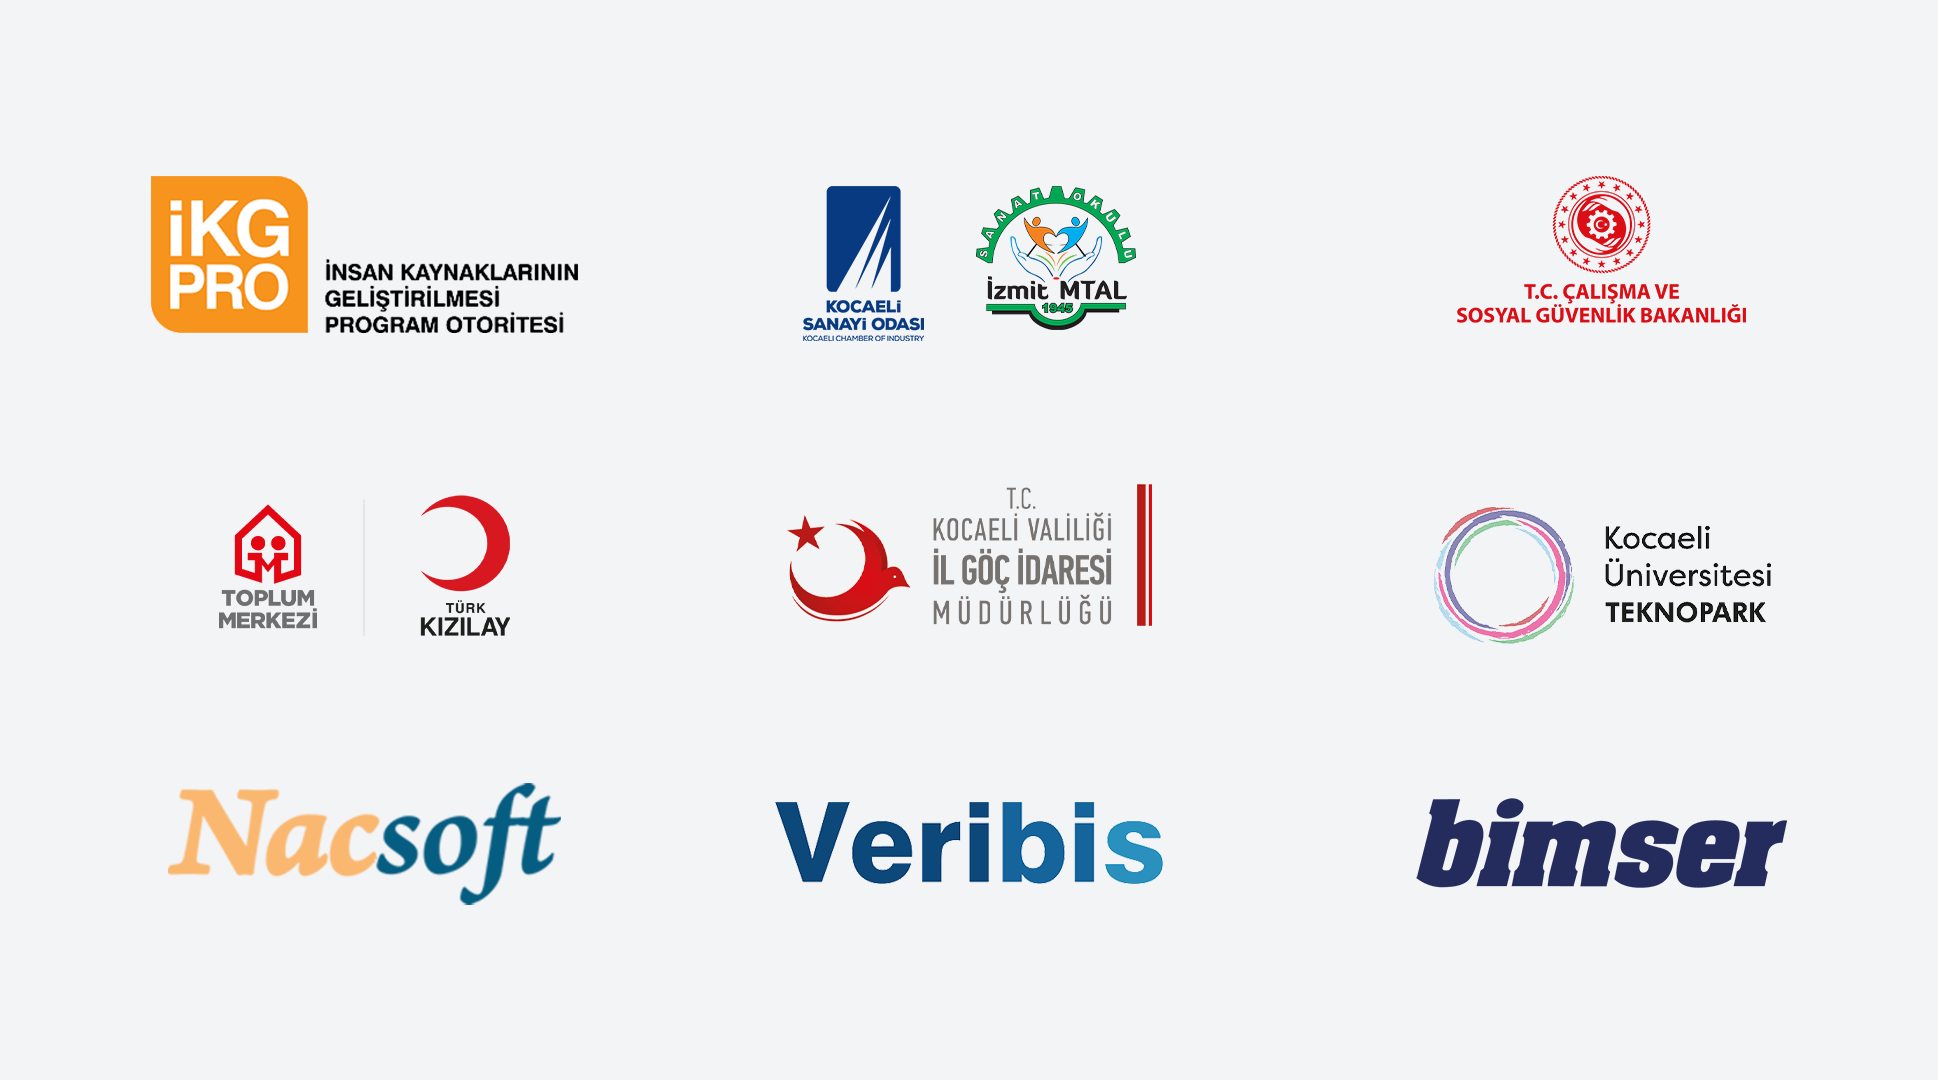 iKG
PRO
İNSAN KAYNAKLARININ
GELİŞTİRİLMESİ
PROGRAM OTORİTESİ
KOCAELİ
SANAYİ ODASI
KOCAELI CHAMBER OF INDUSTRY
SANAT OKULU
İzmit MTAL
1945
T.C. ÇALIŞMA VE
SOSYAL GÜVENLİK BAKANLIĞI
TOPLUM
MERKEZİ
TÜRK
KIZILAY
T.C.
KOCAELİ VALİLİĞİ
İL GÖÇ İDARESİ
MÜDÜRLÜĞÜ
Kocaeli
Üniversitesi
TEKNOPARK
Nacsoft
Veribis
bimser